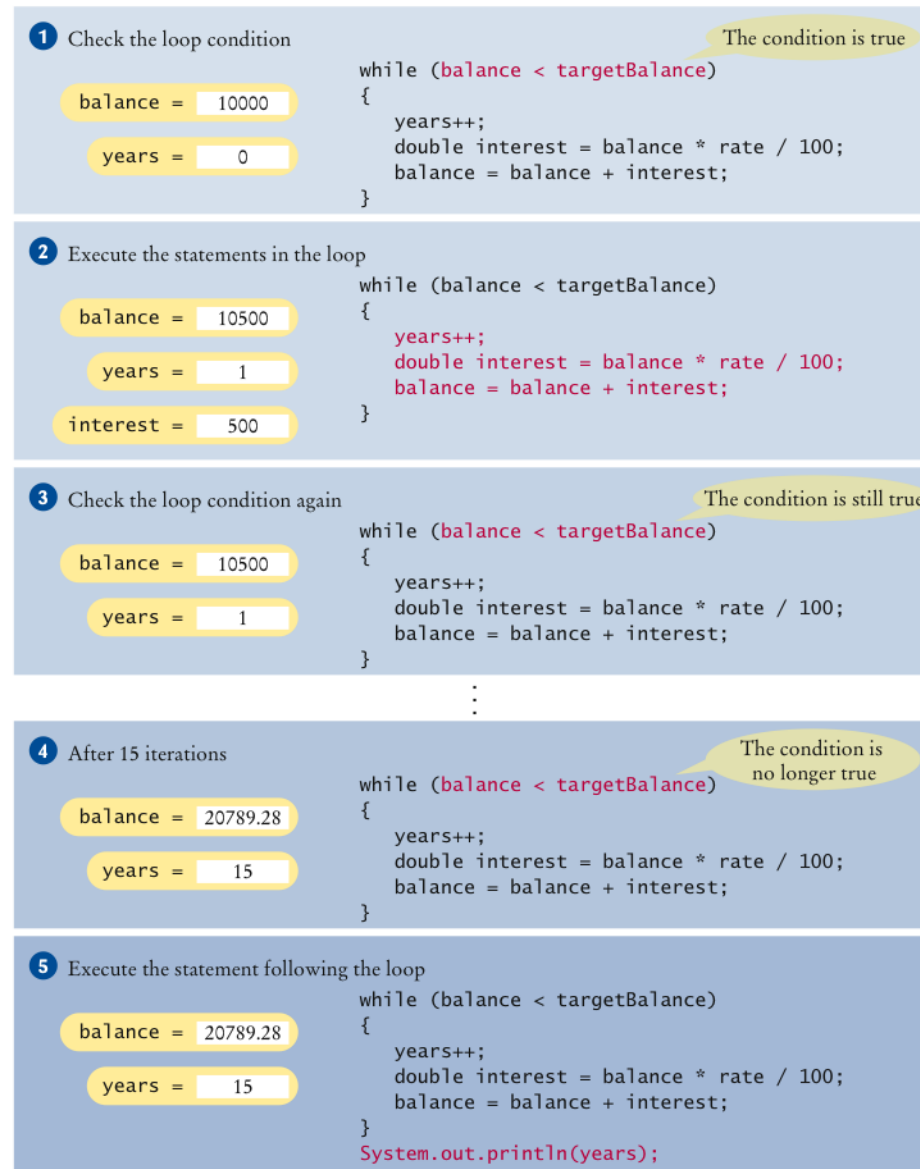 1 Check the loop condition
The condition is true
balance = 10000
years = 0
while (balance < targetBalance)
{
years++;
double interest = balance * rate / 100;
balance = balance + interest;
}
2 Execute the statements in the loop
balance = 10500
years = 1
interest = 500
while (balance < targetBalance)
{
years++;
double interest = balance * rate / 100;
balance = balance + interest;
}
3 Check the loop condition again
The condition is still true
balance = 10500
years = 1
while (balance < targetBalance)
{
years++;
double interest = balance * rate / 100;
balance = balance + interest;
}
4 After 15 iterations
The condition is
no longer true
balance = 20789.28
years = 15
while (balance < targetBalance)
{
years++;
double interest = balance * rate / 100;
balance = balance + interest;
}
5 Execute the statement following the loop
balance = 20789.28
years = 15
while (balance < targetBalance)
{
years++;
double interest = balance * rate / 100;
balance = balance + interest;
}
System.out.println(years);